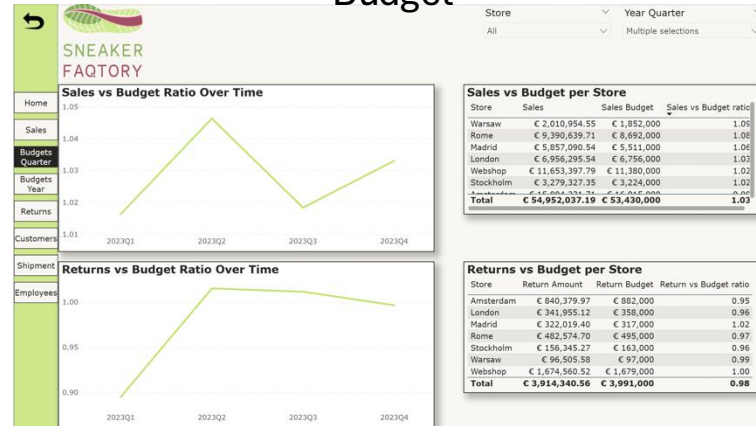 Budget
Store
Year Quarter
All
Multiple selections
SNEAKER
FAQTORY
Home
Sales
Budgets
Quarter
Budgets
Year
Returns
Customers
Shipment
Employees
Sales vs Budget Ratio Over Time
1.05
1.04
1.03
1.02
1.01
2023Q1 2023Q2 2023Q3 2023Q4
Sales vs Budget per Store
Store Sales Sales Budget Sales vs Budget ratio
Warsaw € 2,010,954.55 € 1,852,000 1.09
Rome € 9,390,639.71 € 8,692,000 1.08
Madrid € 5,857,090.54 € 5,511,000 1.06
London € 6,956,295.54 € 6,756,000 1.03
Webshop € 11,653,397.79 € 11,380,000 1.02
Stockholm € 3,279,327.35 € 3,224,000 1.02
Total € 54,952,037.19 € 53,430,000 1.03
Returns vs Budget Ratio Over Time
1.00
0.95
0.90
2023Q1 2023Q2 2023Q3 2023Q4
Returns vs Budget per Store
Store Return Amount Return Budget Return vs Budget ratio
Amsterdam € 840,379.97 € 882,000 0.95
London € 341,955.12 € 358,000 0.96
Madrid € 322,019.40 € 317,000 1.02
Rome € 482,574.70 € 495,000 0.97
Stockholm € 156,345.27 € 163,000 0.96
Warsaw € 96,505.58 € 97,000 0.99
Webshop € 1,674,560.52 € 1,679,000 1.00
Total € 3,914,340.56 € 3,991,000 0.98